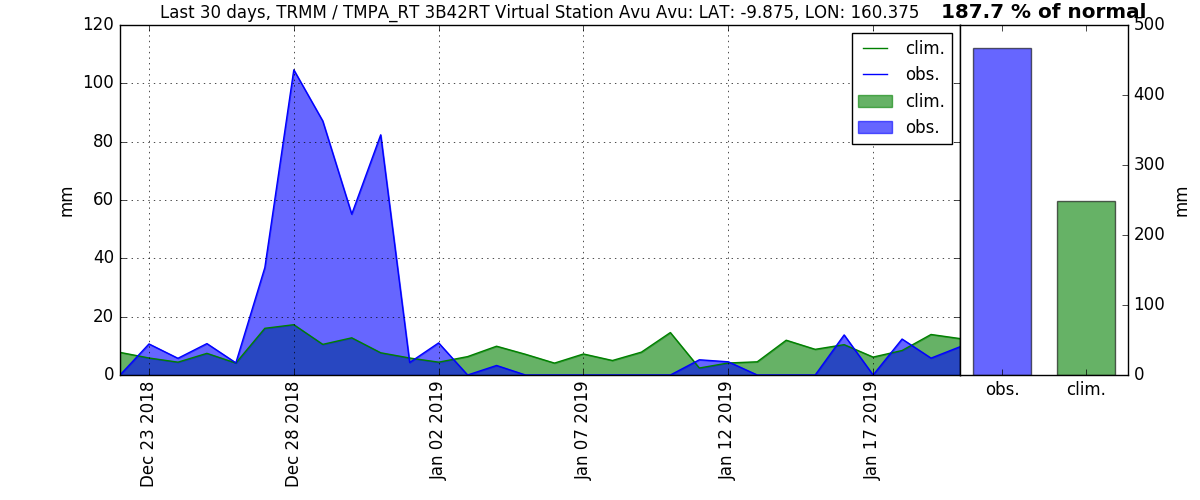 Last 30 days, TRMM / TMPA_RT 3B42RT Virtual Station Avu Avu: LAT: -9.875, LON: 160.375
187.7 % of normal
120
100
80
60
40
20
0
mm
clim.
obs.
clim.
obs.
500
400
300
200
100
0
mm
Dec 23 2018
Dec 28 2018
Jan 02 2019
Jan 07 2019
Jan 12 2019
Jan 17 2019
obs.
clim.